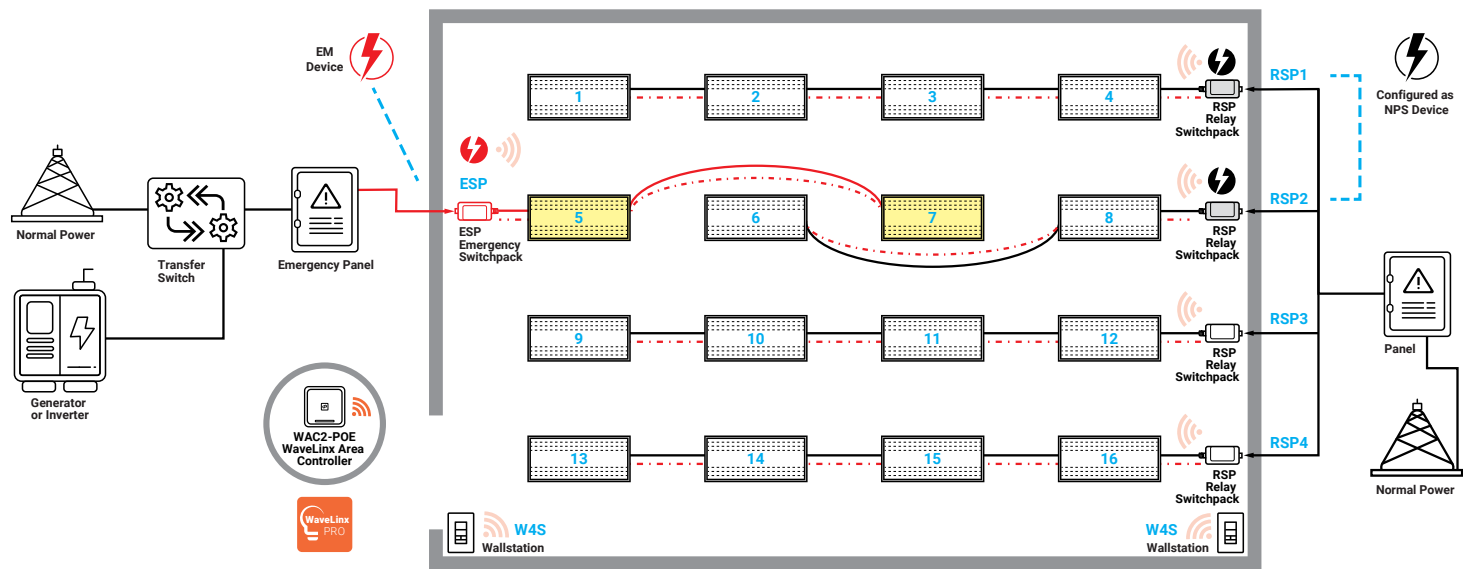 EM
Device
Normal Power
Transfer
Switch
Emergency Panel
Generator
or Inverter
WAC2-POE
WaveLinx Area
Controller
WaveLinx
PRO
ESP
ESP
Emergency
Switchpack
1
2
3
4
RSP
Relay
Switchpack
RSP1
5
6
7
8
RSP
Relay
Switchpack
RSP2
9
10
11
12
RSP
Relay
Switchpack
RSP3
13
14
15
16
RSP
Relay
Switchpack
RSP4
W4S
Wallstation
W4S
Wallstation
Configured as
NPS Device
Panel
Normal Power